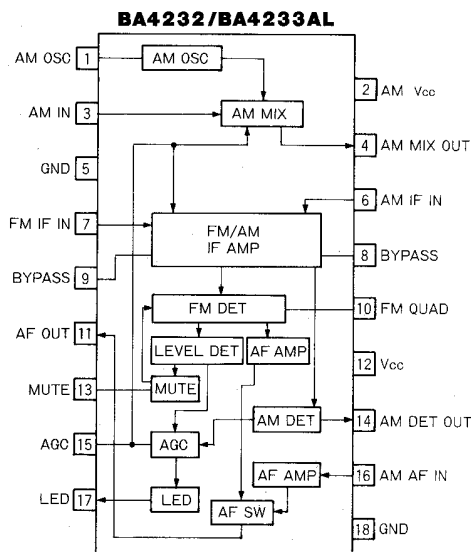 BA4232/BA4233AL
AM OSC 1
AM OSC
2 AM Vcc
AM IN 3
AM MIX
4 AM MIX OUT
GND 5
6 AM IF IN
FM IF IN 7
FM/AM
IF AMP
8 BYPASS
BYPASS 9
FM DET
10 FM QUAD
AF OUT 11
LEVEL DET
AF AMP
12 Vcc
MUTE 13
MUTE
AM DET
14 AM DET OUT
AGC 15
AGC
AF AMP
16 AM AF IN
LED 17
LED
AF SW
18 GND